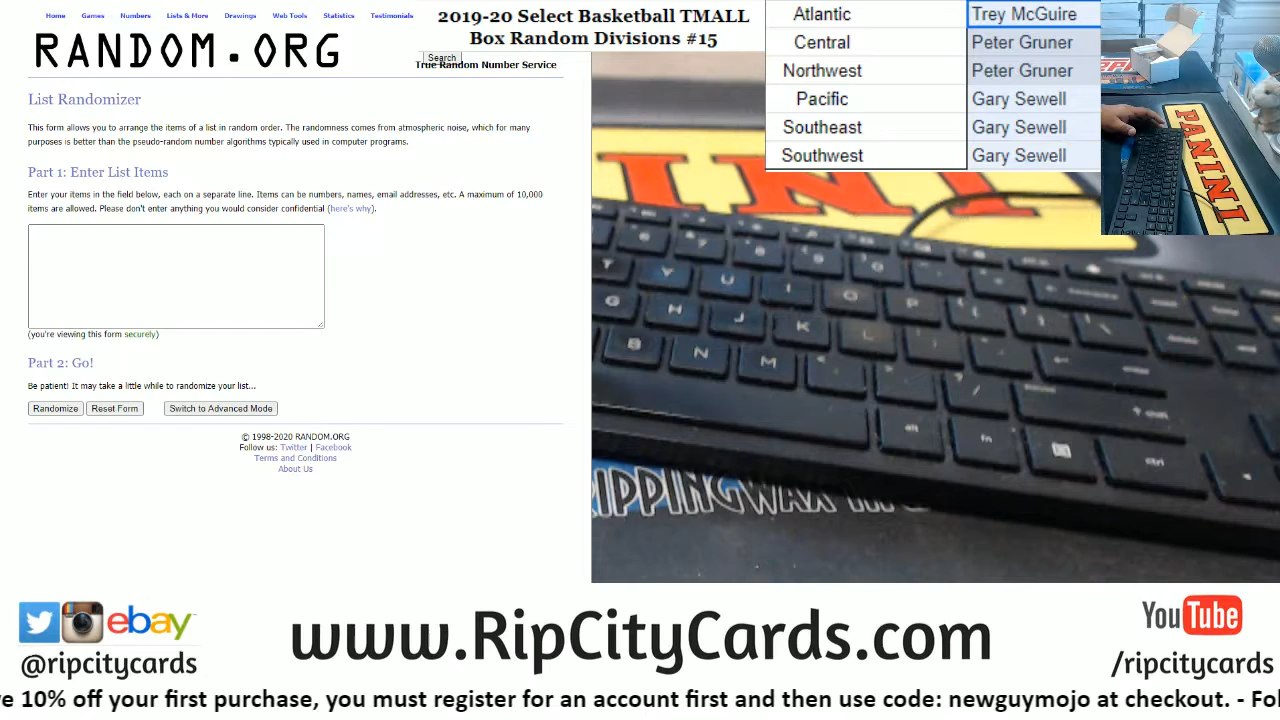 Home Games Numbers Lists & More Drawings Web Tools Statistics Testimonials
RANDOM.ORG
Search
True Random Number Service
2019-20 Select Basketball TMALL
Box Random Divisions #15
Atlantic Trey McGuire
Central Peter Gruner
Northwest Peter Gruner
Pacific Gary Sewell
Southeast Gary Sewell
Southwest Gary Sewell
List Randomizer
This form allows you to arrange the items of a list in random order. The randomness comes from atmospheric noise, which for many
purposes is better than the pseudo-random number algorithms typically used in computer programs.
Part 1: Enter List Items
Enter your items in the field below, each on a separate line. Items can be numbers, names, email addresses, etc. A maximum of 10,000
items are allowed. Please don't enter anything you would consider confidential (here's why).
(you're viewing this form securely)
Part 2: Go!
Be patient! It may take a little while to randomize your list...
Randomize Reset Form Switch to Advanced Mode
© 1998-2020 RANDOM.ORG
Follow us: Twitter | Facebook
Terms and Conditions
About Us
PANINI
Y U I O P
G H J K L
B N M
alt fn ctrl
RIPPINGWAX
ebay
@ripcitycards
www.RipCityCards.com
YouTube
/ripcitycards
e 10% off your first purchase, you must register for an account first and then use code: newguymojo at checkout. - Fo